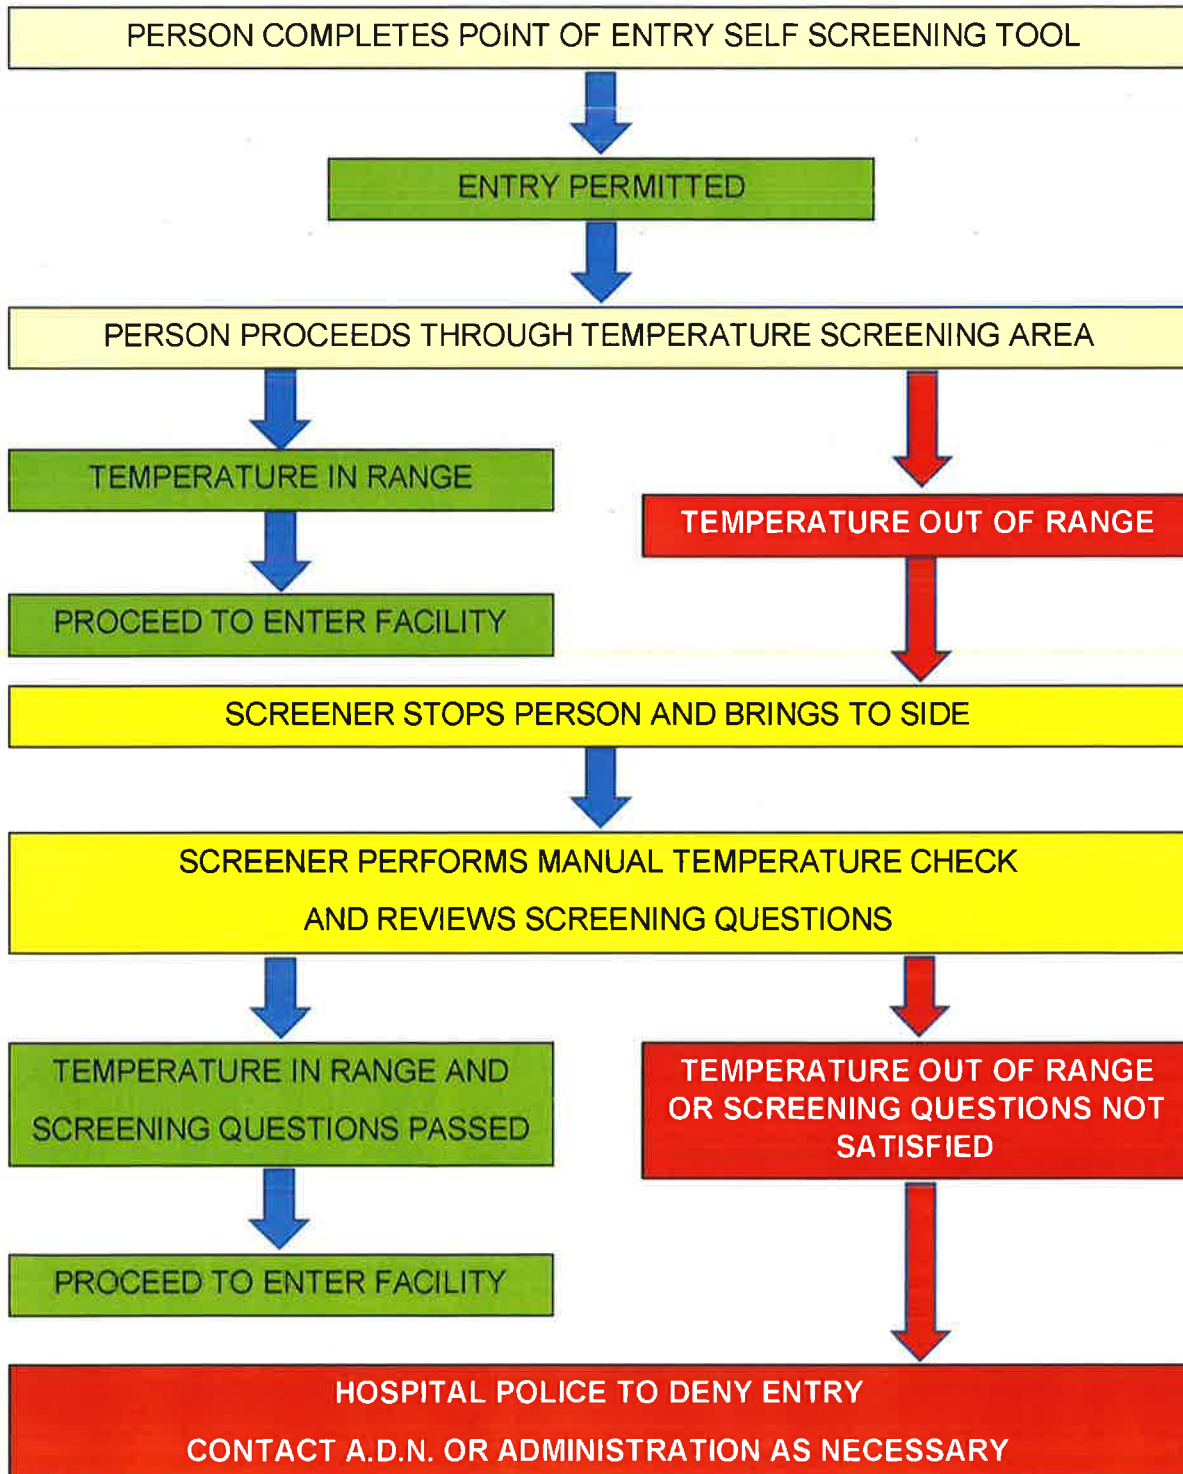 PERSON COMPLETES POINT OF ENTRY SELF SCREENING TOOL
ENTRY PERMITTED
PERSON PROCEEDS THROUGH TEMPERATURE SCREENING AREA
TEMPERATURE IN RANGE
TEMPERATURE OUT OF RANGE
PROCEED TO ENTER FACILITY
SCREENER STOPS PERSON AND BRINGS TO SIDE
SCREENER PERFORMS MANUAL TEMPERATURE CHECK
AND REVIEWS SCREENING QUESTIONS
TEMPERATURE IN RANGE AND
SCREENING QUESTIONS PASSED
TEMPERATURE OUT OF RANGE
OR SCREENING QUESTIONS NOT
SATISFIED
PROCEED TO ENTER FACILITY
HOSPITAL POLICE TO DENY ENTRY
CONTACT A.D.N. OR ADMINISTRATION AS NECESSARY